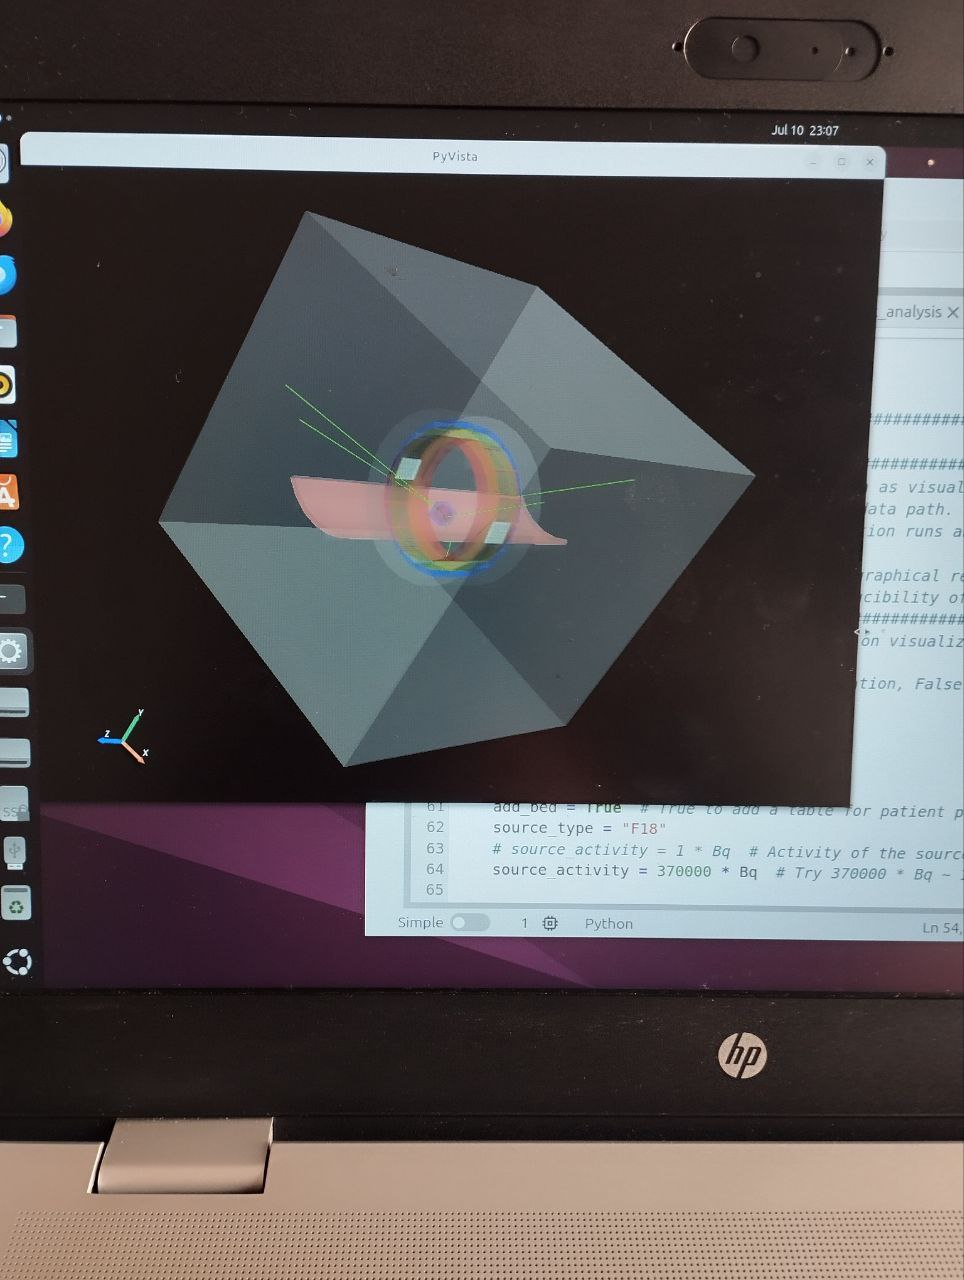 Jul 10 23:07
PyVista
_analysis
##########
##########
as visual
data path.
ion runs a
raphical re
cibility of
##########
on visualiz
tion, False
Y
Z
X
61 add_bed = True # True to add a table for patient p
62 source_type = "F18"
63 # source_activity = 1 * Bq # Activity of the sourc
64 source_activity = 370000 * Bq # Try 370000 * Bq ~
65
Simple 1 Python Ln 54,
hp